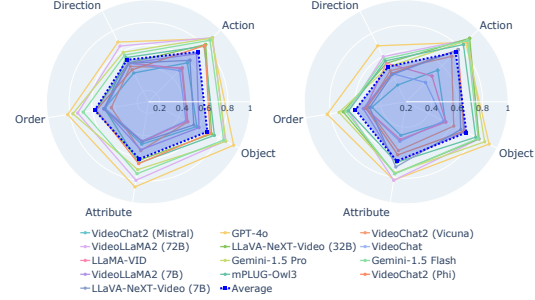 Direction
Direction
Action
Action
0.2 0.4 0.6 0.8 1
0.2 0.4 0.6 0.8 1
Order
Order
Object
Object
Attribute
Attribute
VideoChat2 (Mistral) GPT-4o VideoChat2 (Vicuna)
VideoLLaMA2 (72B) LLaVA-NeXT-Video (32B) VideoChat
LLaMA-VID Gemini-1.5 Pro Gemini-1.5 Flash
VideoLLaMA2 (7B) mPLUG-Owl3 VideoChat2 (Phi)
LLaVA-NeXT-Video (7B) Average